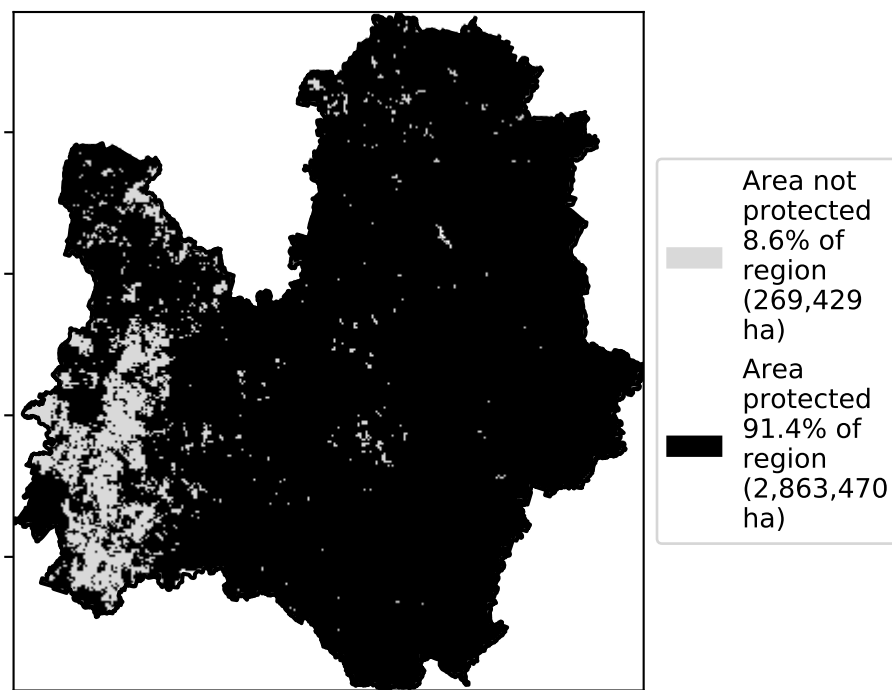 Area not
protected
8.6% of
region
(269,429
ha)
Area
protected
91.4% of
region
(2,863,470
ha)